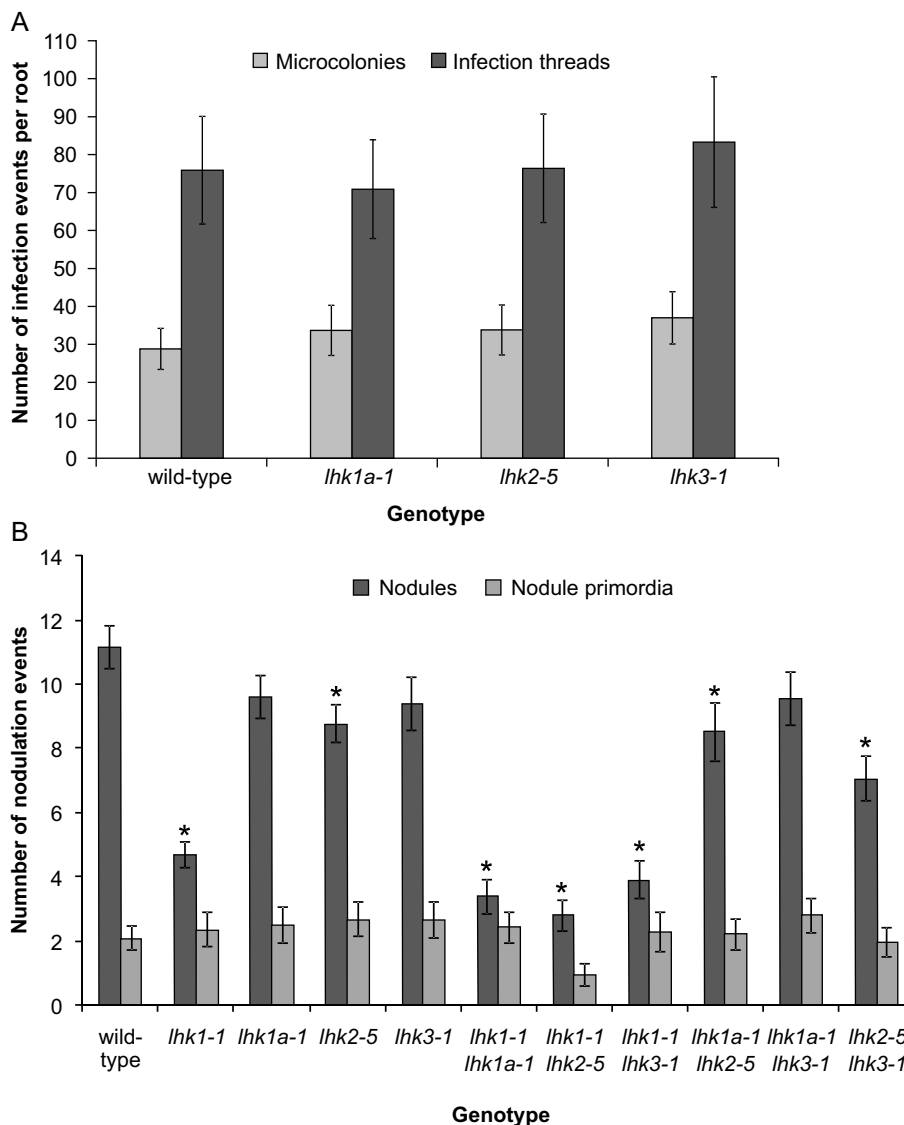 A
Microcolonies Infection threads
Number of infection events per root
110
100
90
80
70
60
50
40
30
20
10
0
wild-type lhk1a-1 lhk2-5 lhk3-1
Genotype
B
Nodules Nodule primordia
Numnber of nodulation events
14
12
10
8
6
4
2
0
* * * * * * *
wild-type lhk1-1 lhk1a-1 lhk2-5 lhk3-1 lhk1-1 lhk1-1 lhk1-1 lhk1a-1 lhk1a-1 lhk2-5
lhk1a-1 lhk2-5 lhk3-1 lhk2-5 lhk3-1 lhk3-1
Genotype